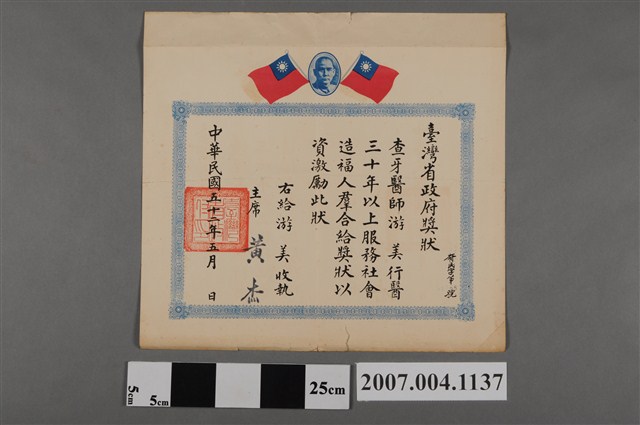 臺灣省政府獎狀
查牙醫師游 美行醫
三十年以上服務社會
造福人羣合給獎狀以
資激勵此狀
右給游 美收執
主席 黃杰
中華民國五十二年五月 日
5cm
5cm
25cm
2007.004.1137